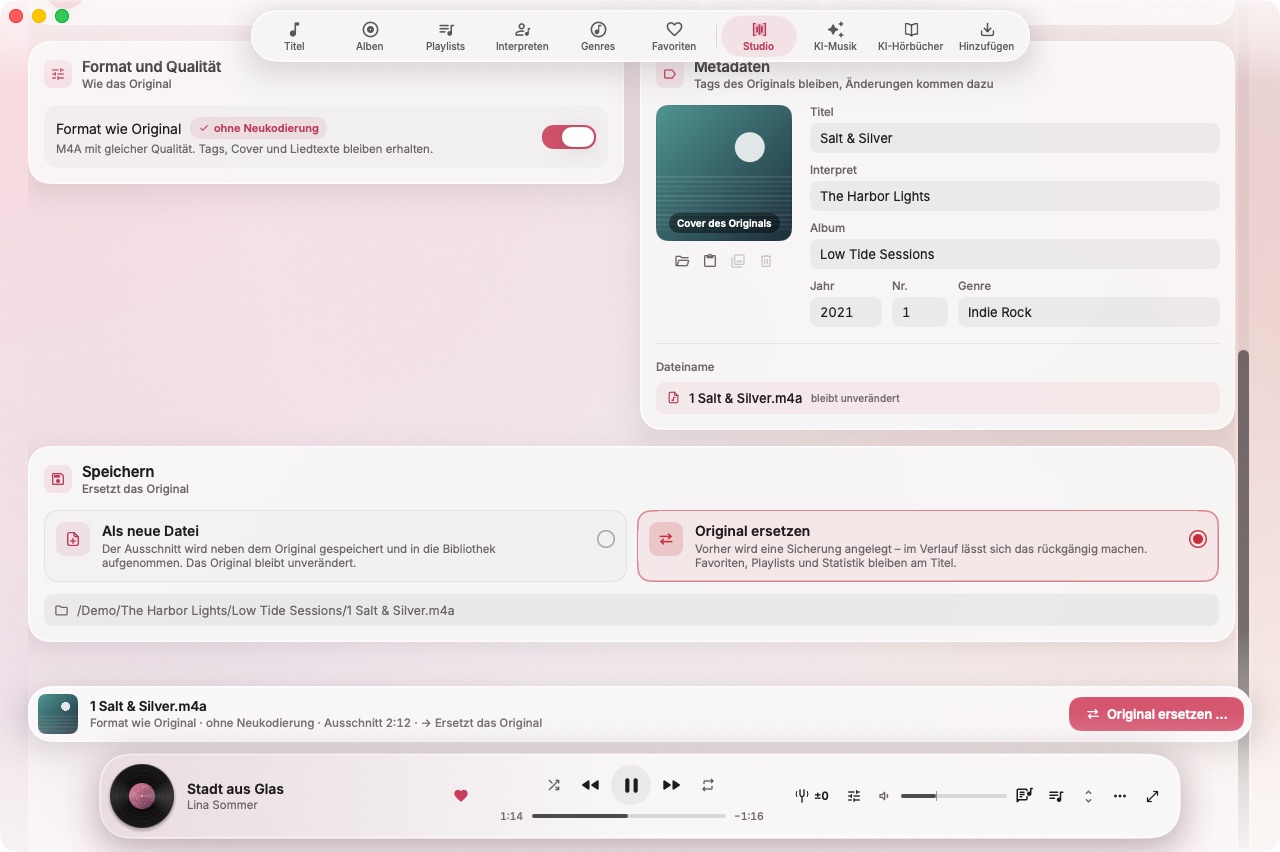 Titel
Alben
Playlists
Interpreten
Genres
Favoriten
Studio
KI-Musik
KI-Hörbücher
Hinzufügen
Format und Qualität
Wie das Original
Format wie Original
ohne Neukodierung
M4A mit gleicher Qualität. Tags, Cover und Liedtexte bleiben erhalten.
Metadaten
Tags des Originals bleiben, Änderungen kommen dazu
Cover des Originals
Titel
Salt & Silver
Interpret
The Harbor Lights
Album
Low Tide Sessions
Jahr
Nr.
Genre
2021
1
Indie Rock
Dateiname
1 Salt & Silver.m4a bleibt unverändert
Speichern
Ersetzt das Original
Als neue Datei
Der Ausschnitt wird neben dem Original gespeichert und in die Bibliothek
aufgenommen. Das Original bleibt unverändert.
Original ersetzen
Vorher wird eine Sicherung angelegt – im Verlauf lässt sich das rückgängig machen.
Favoriten, Playlists und Statistik bleiben am Titel.
/Demo/The Harbor Lights/Low Tide Sessions/1 Salt & Silver.m4a
1 Salt & Silver.m4a
Format wie Original · ohne Neukodierung · Ausschnitt 2:12 · → Ersetzt das Original
Original ersetzen ...
Stadt aus Glas
Lina Sommer
1:14
−1:16
±0